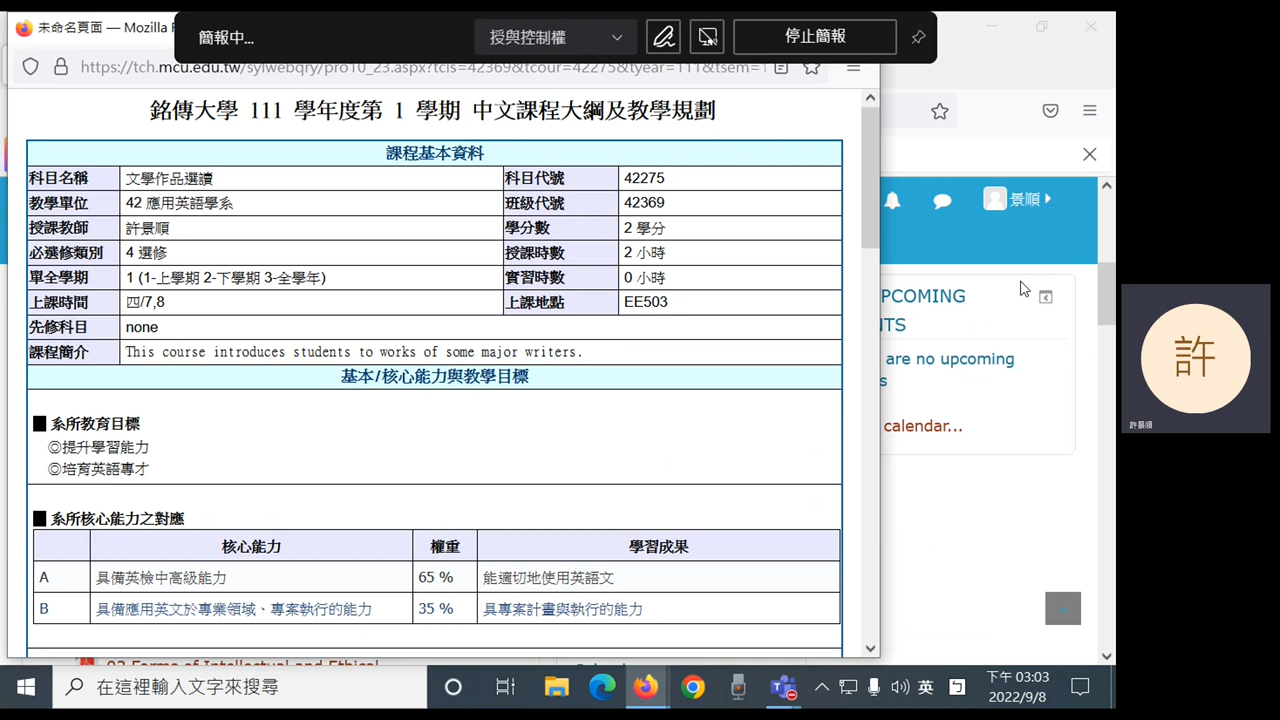 未命名頁面 — Mozilla F
簡報中...
授與控制權
停止簡報
https://tch.mcu.edu.tw/sylwebqry/pro10_23.aspx?tcls=42369&tcour=42275&tyear=111&tsem=
銘傳大學 111 學年度第 1 學期 中文課程大綱及教學規劃
課程基本資料
科目名稱 文學作品選讀 科目代號 42275
教學單位 42 應用英語學系 班級代號 42369
授課教師 許景順 學分數 2 學分
必選修類別 4 選修 授課時數 2 小時
單全學期 1 (1-上學期 2-下學期 3-全學年) 實習時數 0 小時
上課時間 四/7,8 上課地點 EE503
先修科目 none
課程簡介 This course introduces students to works of some major writers.
基本/核心能力與教學目標
■ 系所教育目標
◎提升學習能力
◎培育英語專才
■ 系所核心能力之對應
核心能力 權重 學習成果
A 具備英檢中高級能力 65 % 能適切地使用英語文
B 具備應用英文於專業領域、專案執行的能力 35 % 具專案計畫與執行的能力
景順
PCOMING
NTS
are no upcoming
s
calendar...
許
許景順
02 Forms of Intellectual and Ethical
在這裡輸入文字來搜尋
英
下午 03:03
2022/9/8